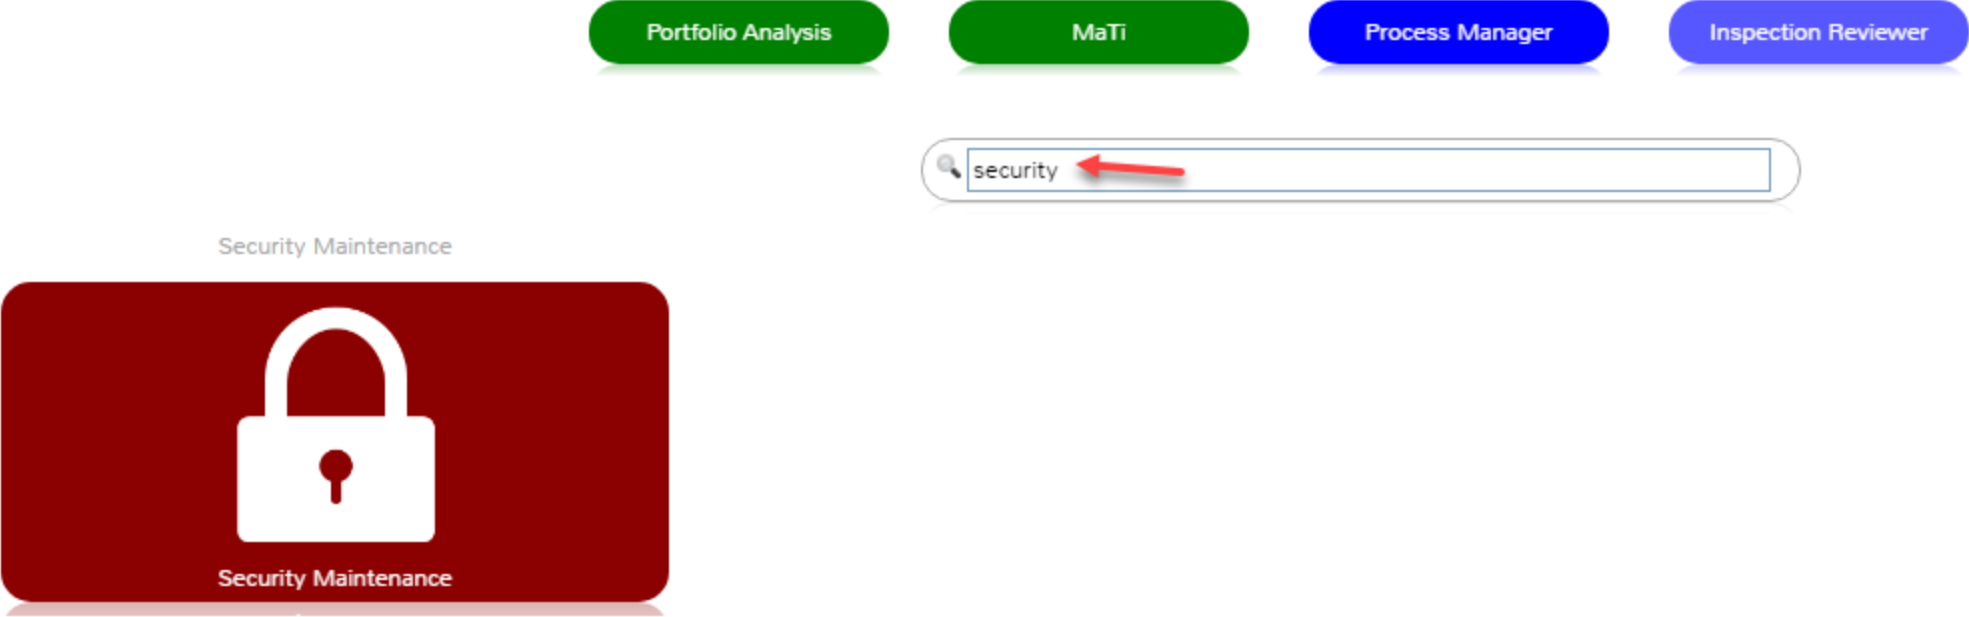 Portfolio Analysis
MaTi
Process Manager
Inspection Reviewer
security
Security Maintenance
Security Maintenance